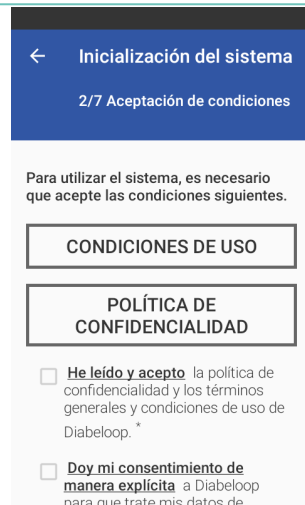 Inicialización del sistema
2/7 Aceptación de condiciones
Para utilizar el sistema, es necesario
que acepte las condiciones siguientes.
CONDICIONES DE USO
POLÍTICA DE
CONFIDENCIALIDAD
He leído y acepto la política de
confidencialidad y los términos
generales y condiciones de uso de
Diabeloop. *
Doy mi consentimiento de
manera explícita a Diabeloop
para que trate mis datos de